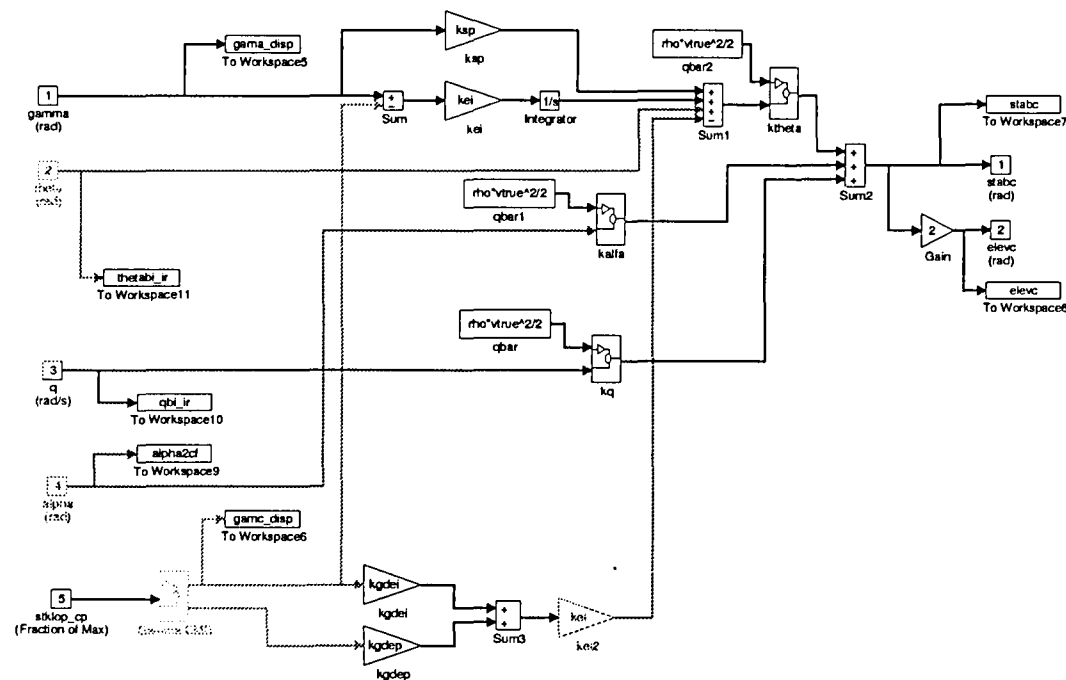 gama_disp
To Workspace5
1
gamma
(rad)
ksp
ksp
+
−
Sum
kei
kei
1/s
Integrator
rho*vtrue^2/2
qbar2
+
+
+
−
Sum1
ktheta
stabc
To Workspace7
2
theta
(rad)
+
+
+
Sum2
1
stabc
(rad)
rho*vtrue^2/2
qbar1
kalfa
2
Gain
2
elevc
(rad)
thetabi_ir
To Workspace11
elevc
To Workspace8
rho*vtrue^2/2
qbar
kq
3
q
(rad/s)
qbi_ir
To Workspace10
alpha2cf
To Workspace9
4
alpha
(rad)
gamc_disp
To Workspace6
5
stklop_cp
(Fraction of Max)
kgdei
kgdei
kgdep
kgdep
+
+
Sum3
kei
kei2